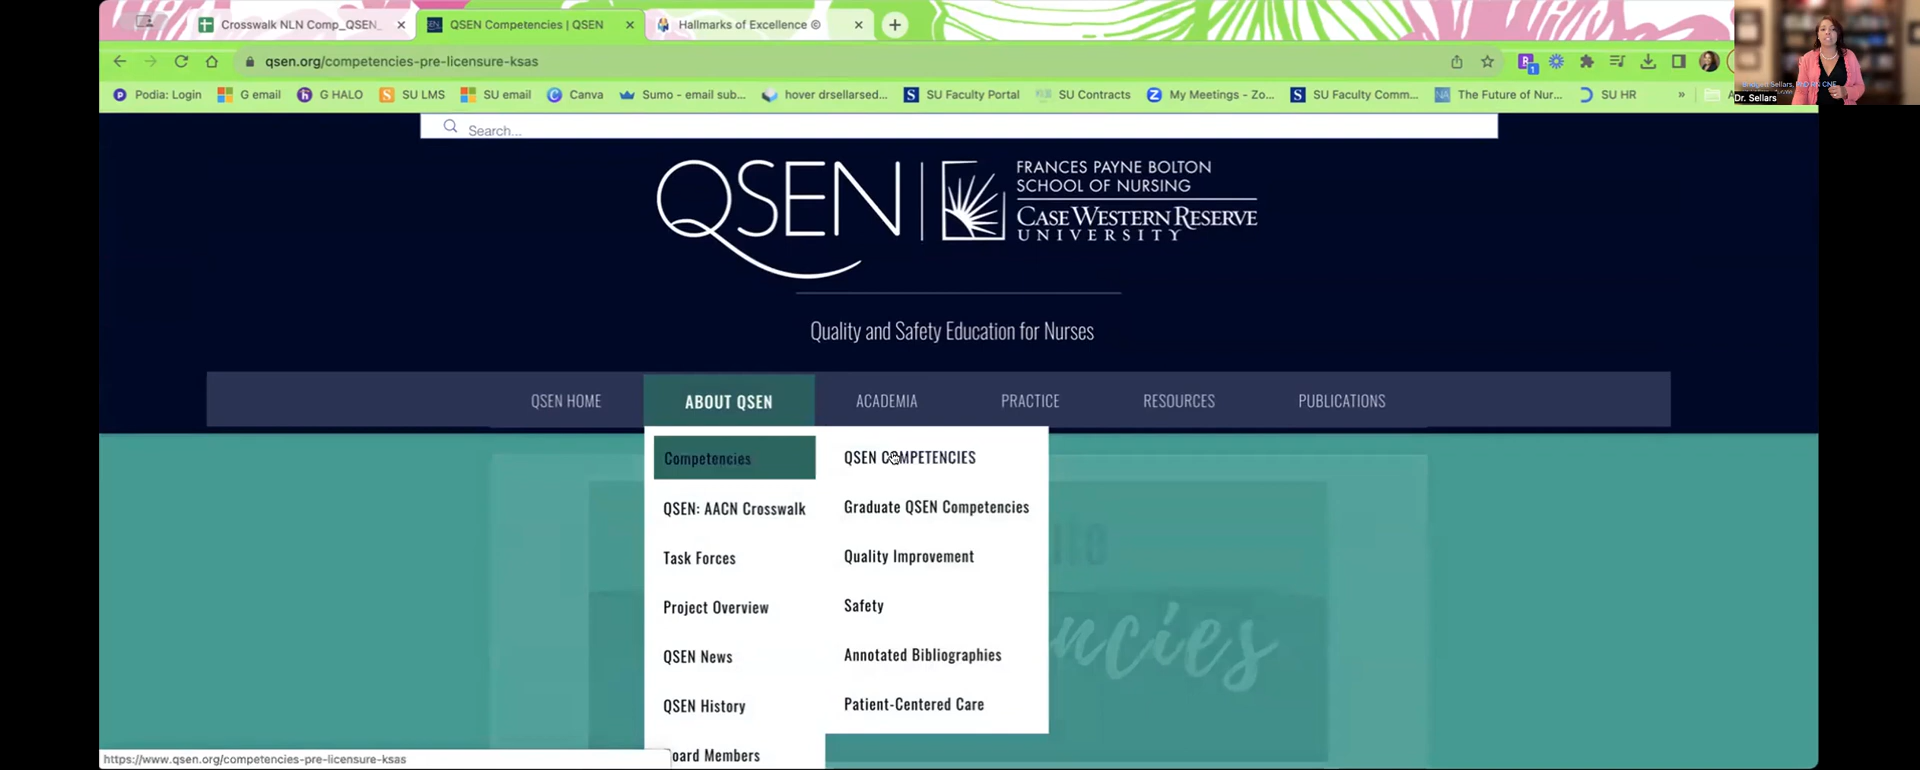 Crosswalk NLN Comp_QSEN_
QSEN Competencies | QSEN
Hallmarks of Excellence ©
qsen.org/competencies-pre-licensure-ksas
Podia: Login
G email
G HALO
SU LMS
SU email
Canva
Sumo - email sub...
hover drsellarsed...
SU Faculty Portal
SU Contracts
My Meetings - Zo...
SU Faculty Comm...
The Future of Nur...
SU HR
»
Dr. Sellars
Search...
QSEN
FRANCES PAYNE BOLTON
SCHOOL OF NURSING
CASE WESTERN RESERVE
UNIVERSITY
Quality and Safety Education for Nurses
QSEN HOME
ABOUT QSEN
ACADEMIA
PRACTICE
RESOURCES
PUBLICATIONS
Competencies
QSEN: AACN Crosswalk
Task Forces
Project Overview
QSEN News
QSEN History
oard Members
QSEN COMPETENCIES
Graduate QSEN Competencies
Quality Improvement
Safety
Annotated Bibliographies
Patient-Centered Care
encies
https://www.qsen.org/competencies-pre-licensure-ksas